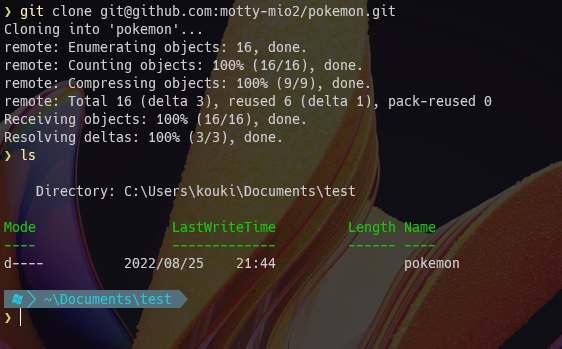 ❯ git clone git@github.com:motty-mio2/pokemon.git
Cloning into 'pokemon'...
remote: Enumerating objects: 16, done.
remote: Counting objects: 100% (16/16), done.
remote: Compressing objects: 100% (9/9), done.
remote: Total 16 (delta 3), reused 6 (delta 1), pack-reused 0
Receiving objects: 100% (16/16), done.
Resolving deltas: 100% (3/3), done.
❯ ls
Directory: C:\Users\kouki\Documents\test
Mode LastWriteTime Length Name
---- ------------- ------ ----
d---- 2022/08/25 21:44 pokemon
~\Documents\test
❯